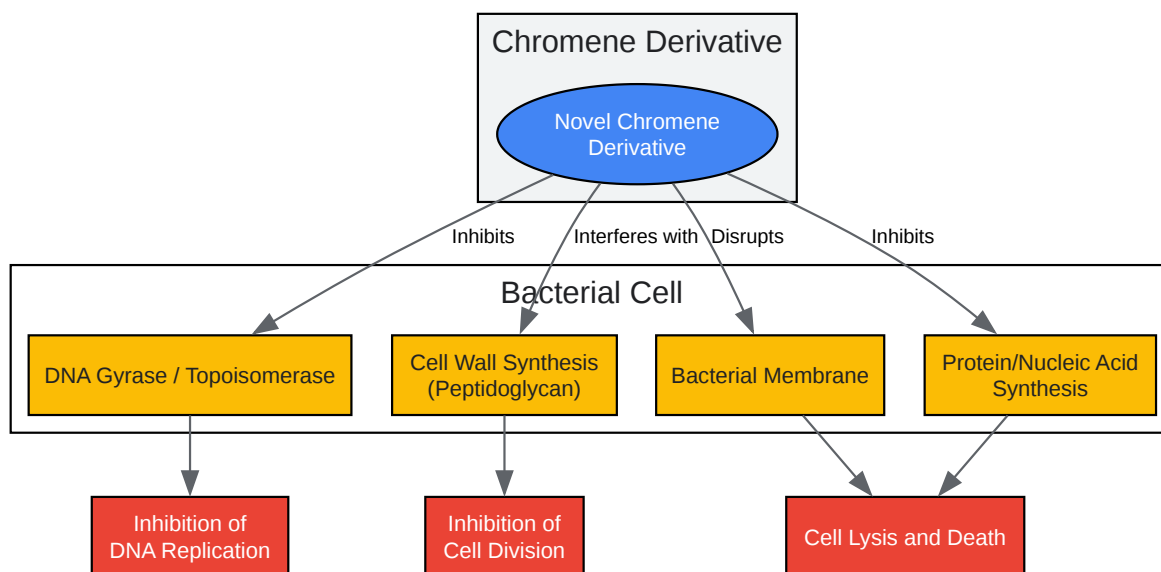 Chromene Derivative
Novel Chromene
Derivative
Inhibits
Interferes with
Disrupts
Inhibits
Bacterial Cell
DNA Gyrase / Topoisomerase
Cell Wall Synthesis
(Peptidoglycan)
Bacterial Membrane
Protein/Nucleic Acid
Synthesis
Inhibition of
DNA Replication
Inhibition of
Cell Division
Cell Lysis and Death